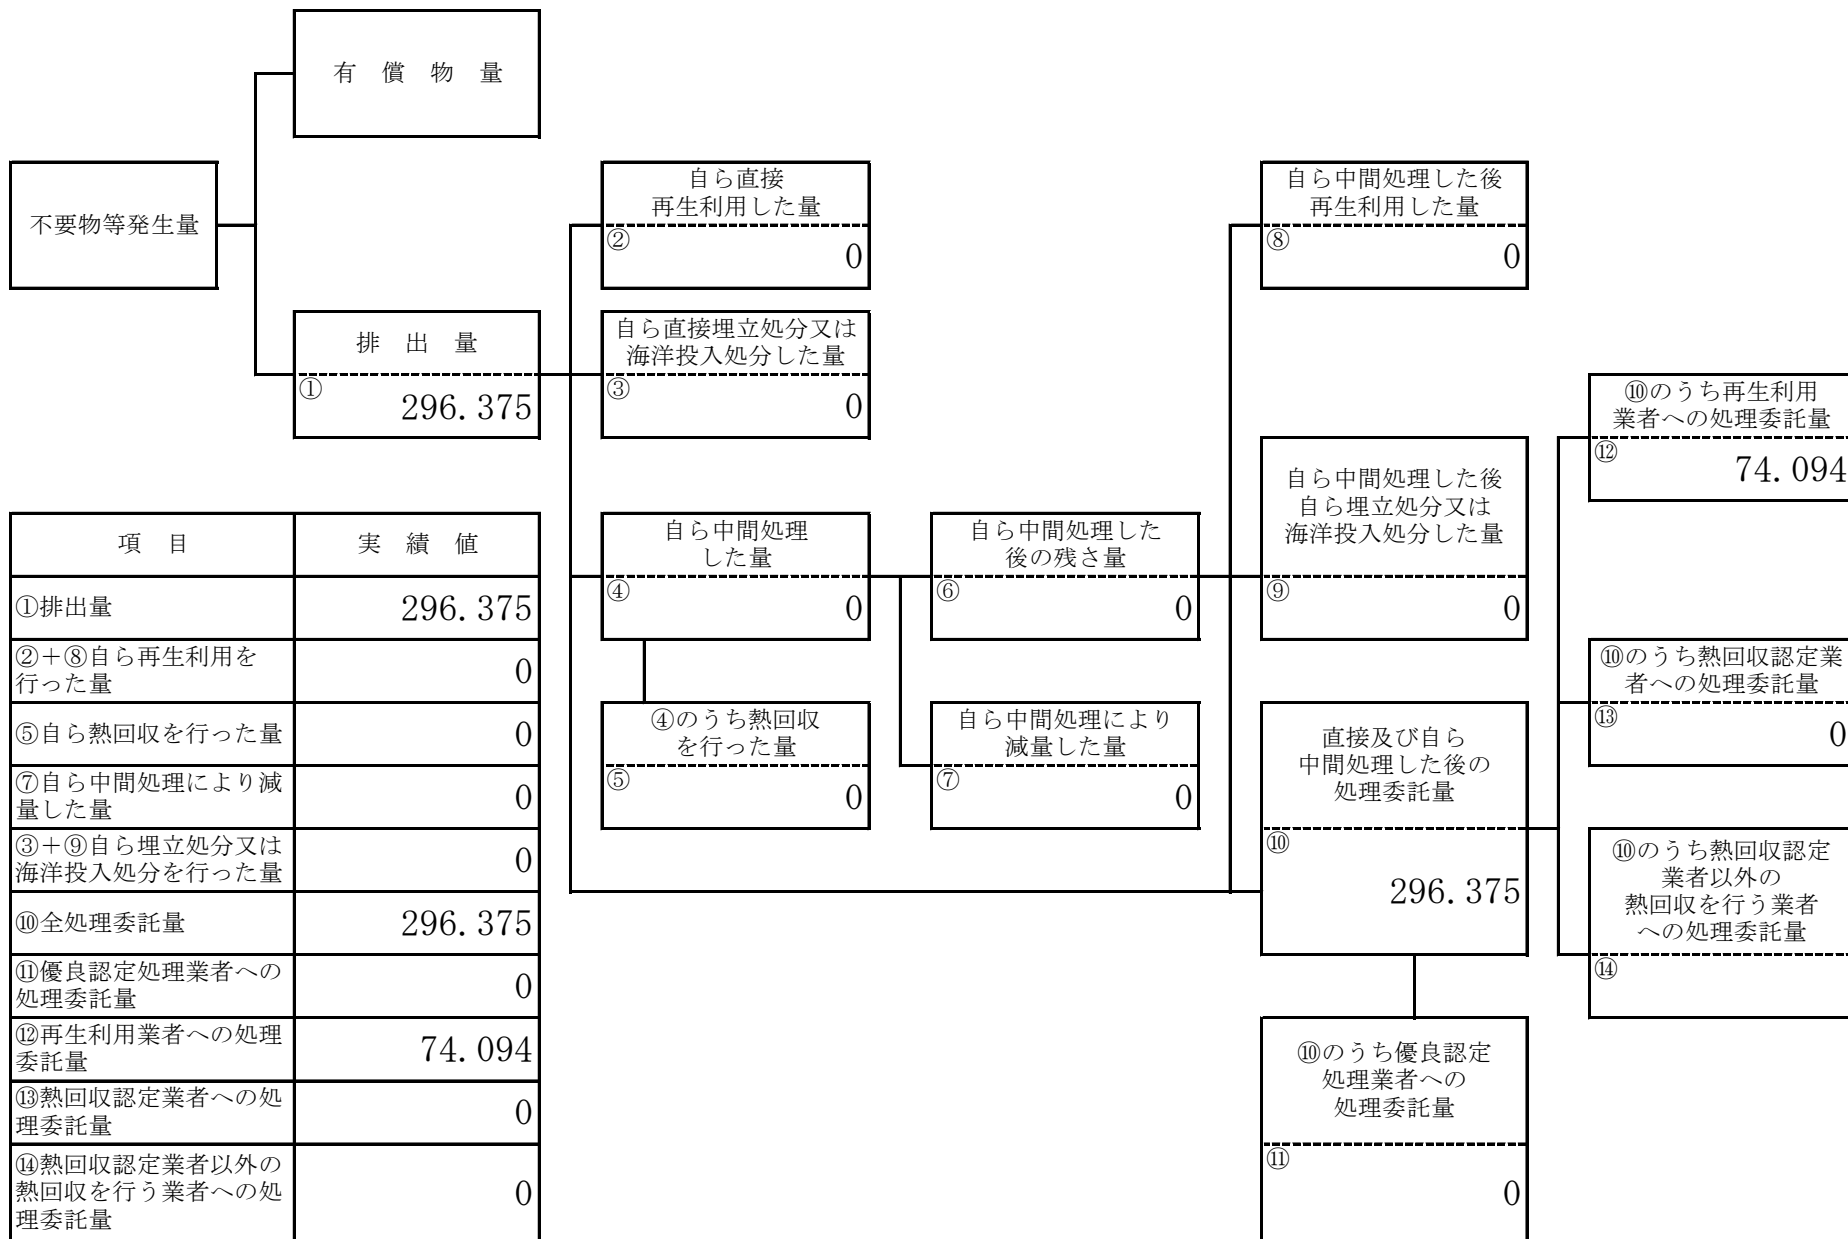 有 償 物 量
不要物等発生量
排 出 量
①
296.375
自ら直接
再生利用した量
②
0
自ら直接埋立処分又は
海洋投入処分した量
③
0
自ら中間処理
した量
④
0
④のうち熱回収
を行った量
⑤
0
自ら中間処理した
後の残さ量
⑥
0
自ら中間処理により
減量した量
⑦
0
自ら中間処理した後
再生利用した量
⑧
0
自ら中間処理した後
自ら埋立処分又は
海洋投入処分した量
⑨
0
直接及び自ら
中間処理した後の
処理委託量
⑩
296.375
⑩のうち優良認定
処理業者への
処理委託量
⑪
0
⑩のうち再生利用
業者への処理委託量
⑫
74.094
⑩のうち熱回収認定業
者への処理委託量
⑬
0
⑩のうち熱回収認定
業者以外の
熱回収を行う業者
への処理委託量
⑭
項 目
実 績 値
①排出量
296.375
②+⑧自ら再生利用を
行った量
0
⑤自ら熱回収を行った量
0
⑦自ら中間処理により減
量した量
0
③+⑨自ら埋立処分又は
海洋投入処分を行った量
0
⑩全処理委託量
296.375
⑪優良認定処理業者への
処理委託量
0
⑫再生利用業者への処理
委託量
74.094
⑬熱回収認定業者への処
理委託量
0
⑭熱回収認定業者以外の
熱回収を行う業者への処
理委託量
0